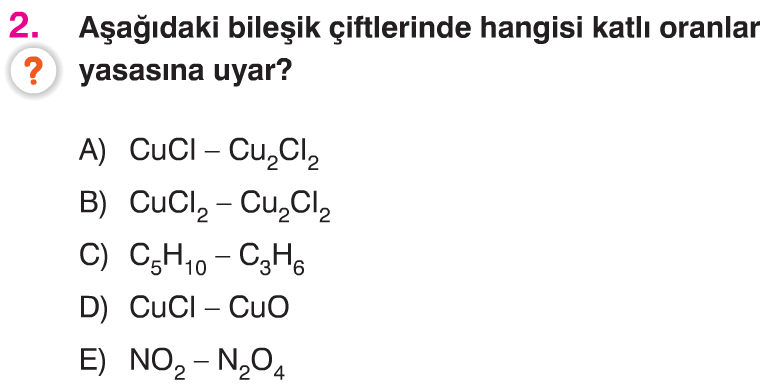 2. Aşağıdaki bileşik çiftlerinde hangisi katlı oranlar
? yasasına uyar?
A) CuCl – Cu₂Cl₂
B) CuCl₂ – Cu₂Cl₂
C) C₅H₁₀ – C₃H₆
D) CuCl – CuO
E) NO₂ – N₂O₄